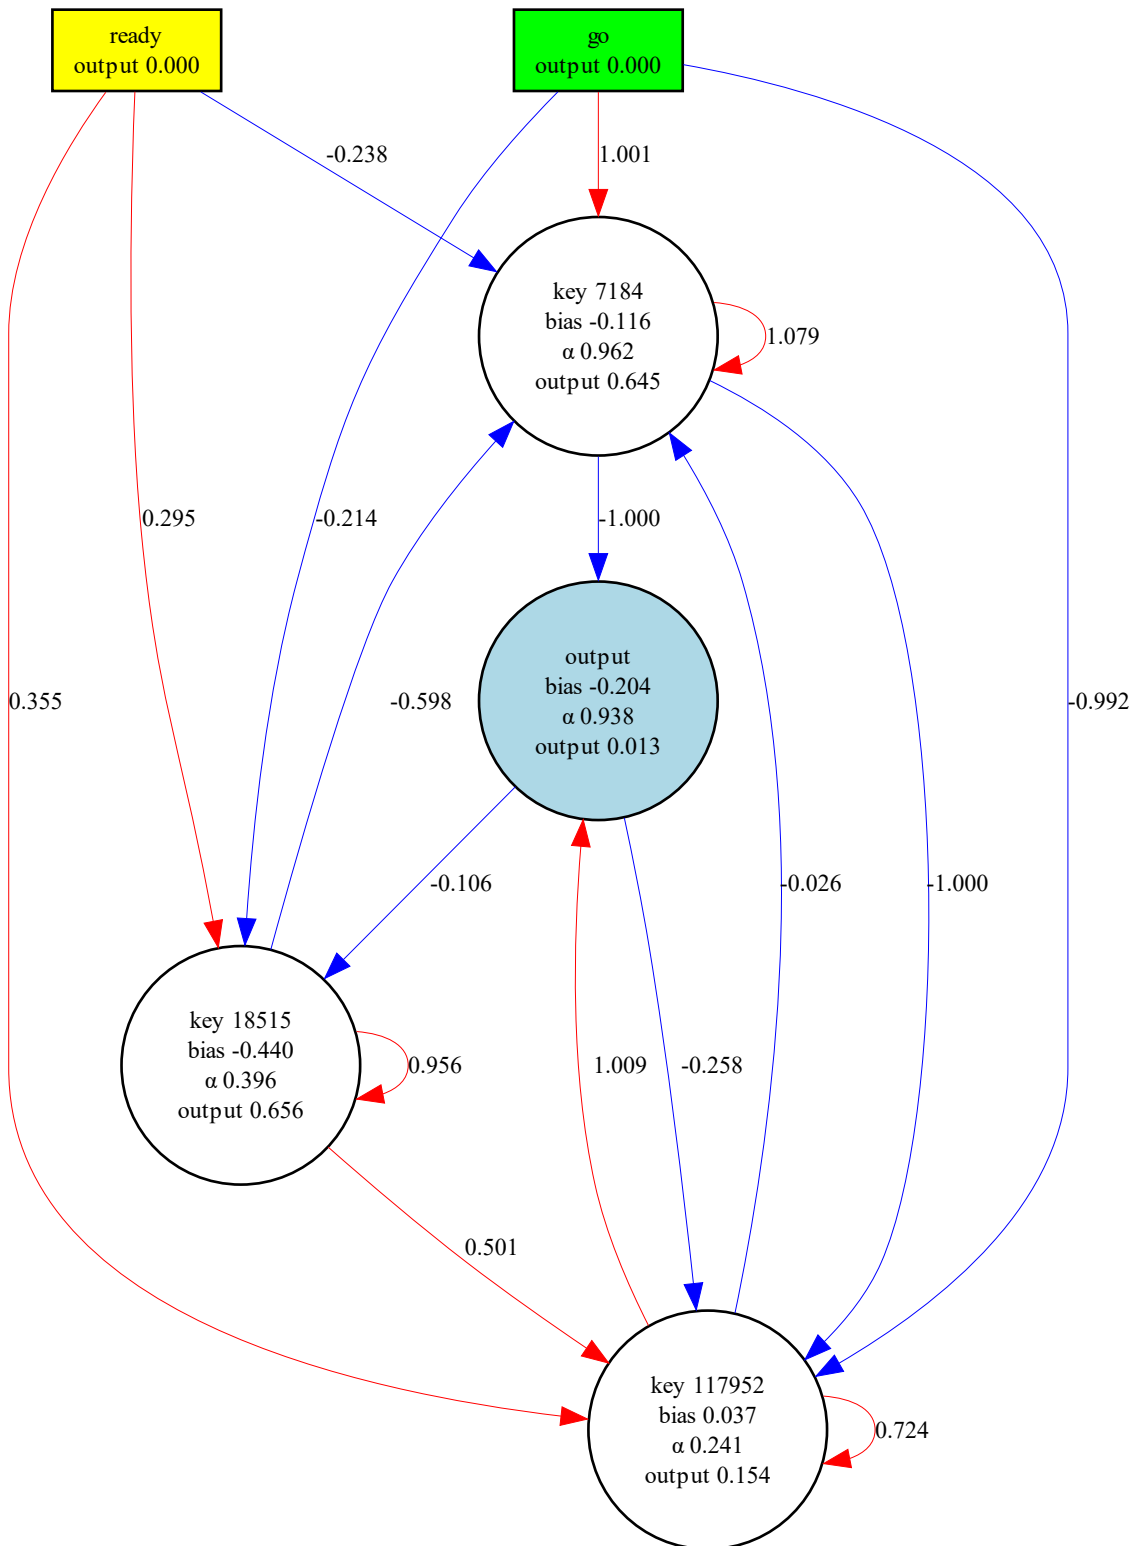 ready
output 0.000
go
output 0.000
-0.238
1.001
key 7184
bias -0.116
α 0.962
output 0.645
1.079
0.295
-0.214
-1.000
output
bias -0.204
α 0.938
output 0.013
0.355
-0.598
-0.992
-0.106
-0.026
-1.000
key 18515
bias -0.440
α 0.396
output 0.656
0.956
1.009
-0.258
0.501
key 117952
bias 0.037
α 0.241
output 0.154
0.724